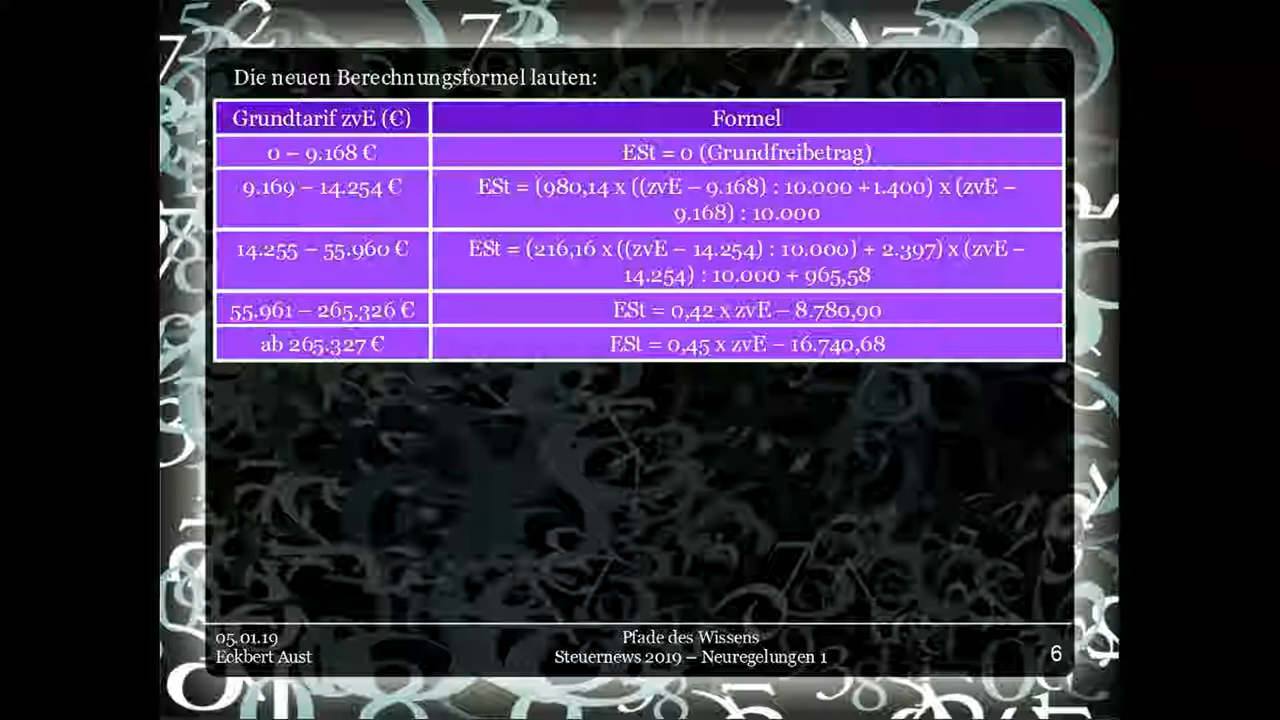 Die neuen Berechnungsformel lauten:
Grundtarif zvE (€) Formel
0 – 9.168 € ESt = 0 (Grundfreibetrag)
9.169 – 14.254 € ESt = (980,14 x ((zvE – 9.168) : 10.000 +1.400) x (zvE –
9.168) : 10.000
14.255 – 55.960 € ESt = (216,16 x ((zvE – 14.254) : 10.000) + 2.397) x (zvE –
14.254) : 10.000 + 965,58
55.961 – 265.326 € ESt = 0,42 x zvE – 8.780,90
ab 265.327 € ESt = 0,45 x zvE – 16.740,68
05.01.19 Pfade des Wissens
Eckbert Aust Steuernews 2019 – Neuregelungen 1 6